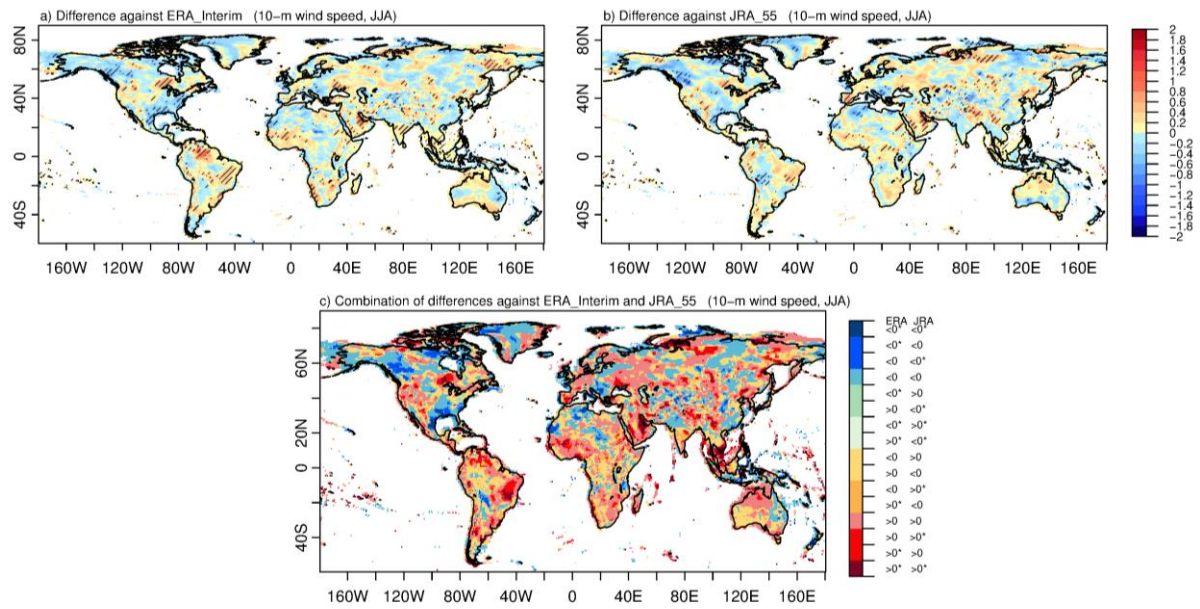 a) Difference against ERA_Interim (10−m wind speed, JJA)
80N
40N
0
40S
160W 120W 80W 40W 0 40E 80E 120E 160E
b) Difference against JRA_55 (10−m wind speed, JJA)
80N
40N
0
40S
160W 120W 80W 40W 0 40E 80E 120E 160E
2
1.8
1.6
1.4
1.2
1
0.8
0.6
0.4
0.2
0
−0.2
−0.4
−0.6
−0.8
−1
−1.2
−1.4
−1.6
−1.8
−2
c) Combination of differences against ERA_Interim and JRA_55 (10−m wind speed, JJA)
60N
20N
0
40S
160W 120W 80W 40W 0 40E 80E 120E 160E
ERA JRA
<0* <0*
<0* <0
<0 <0*
<0 <0
<0* >0
>0 <0*
<0* >0*
>0* <0*
<0 >0
>0 <0
<0 >0*
>0* <0
>0 >0
>0 >0*
>0* >0
>0* >0*